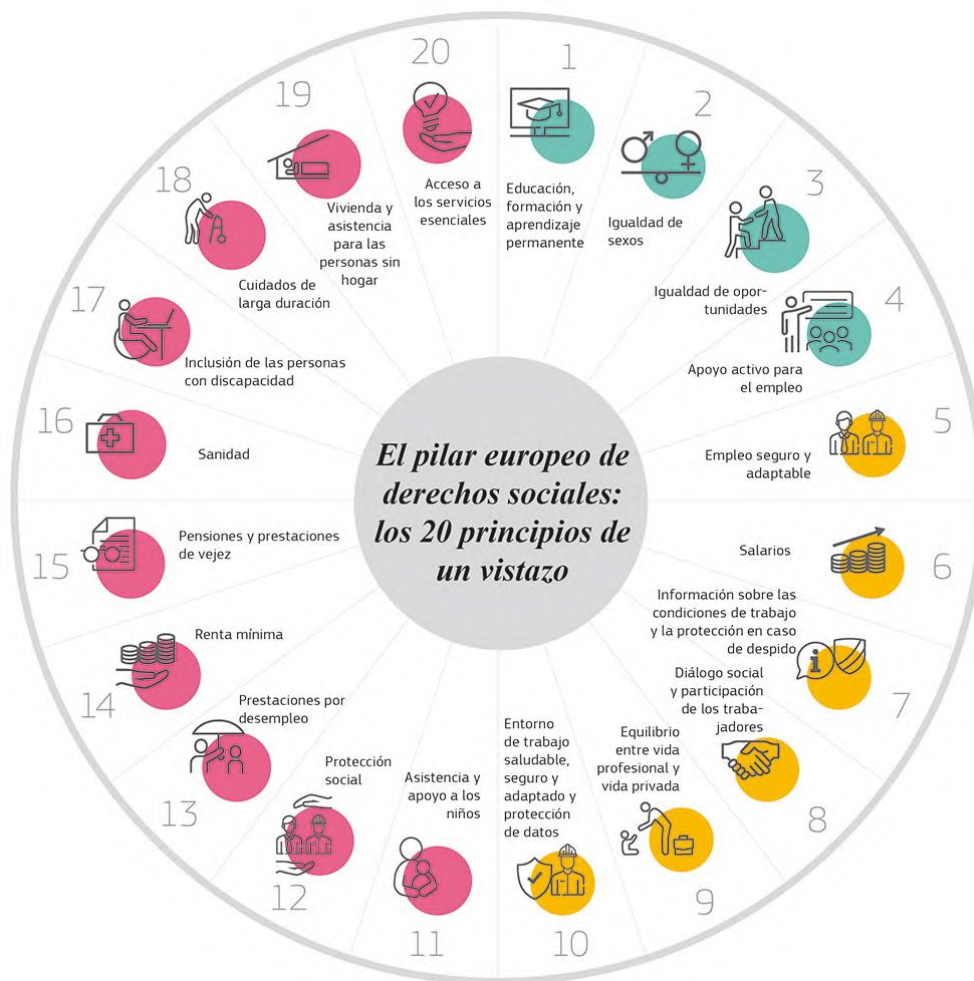 El pilar europeo de
derechos sociales:
los 20 principios de
un vistazo
1
Educación,
formación y
aprendizaje
permanente
2
Igualdad de
sexos
3
Igualdad de opor-
tunidades
4
Apoyo activo para
el empleo
5
Empleo seguro y
adaptable
6
Salarios
7
Información sobre las
condiciones de trabajo
y la protección en caso
de despido
i
8
Diálogo social
y participación
de los traba-
jadores
9
Equilibrio
entre vida
profesional y
vida privada
10
Entorno
de trabajo
saludable,
seguro y
adaptado y
protección
de datos
11
Asistencia y
apoyo a los
niños
12
Protección
social
13
Prestaciones por
desempleo
14
Renta mínima
15
Pensiones y prestaciones
de vejez
16
Sanidad
17
Inclusión de las personas
con discapacidad
18
Cuidados de
larga duración
19
Vivienda y
asistencia
para las
personas sin
hogar
20
Acceso a
los servicios
esenciales